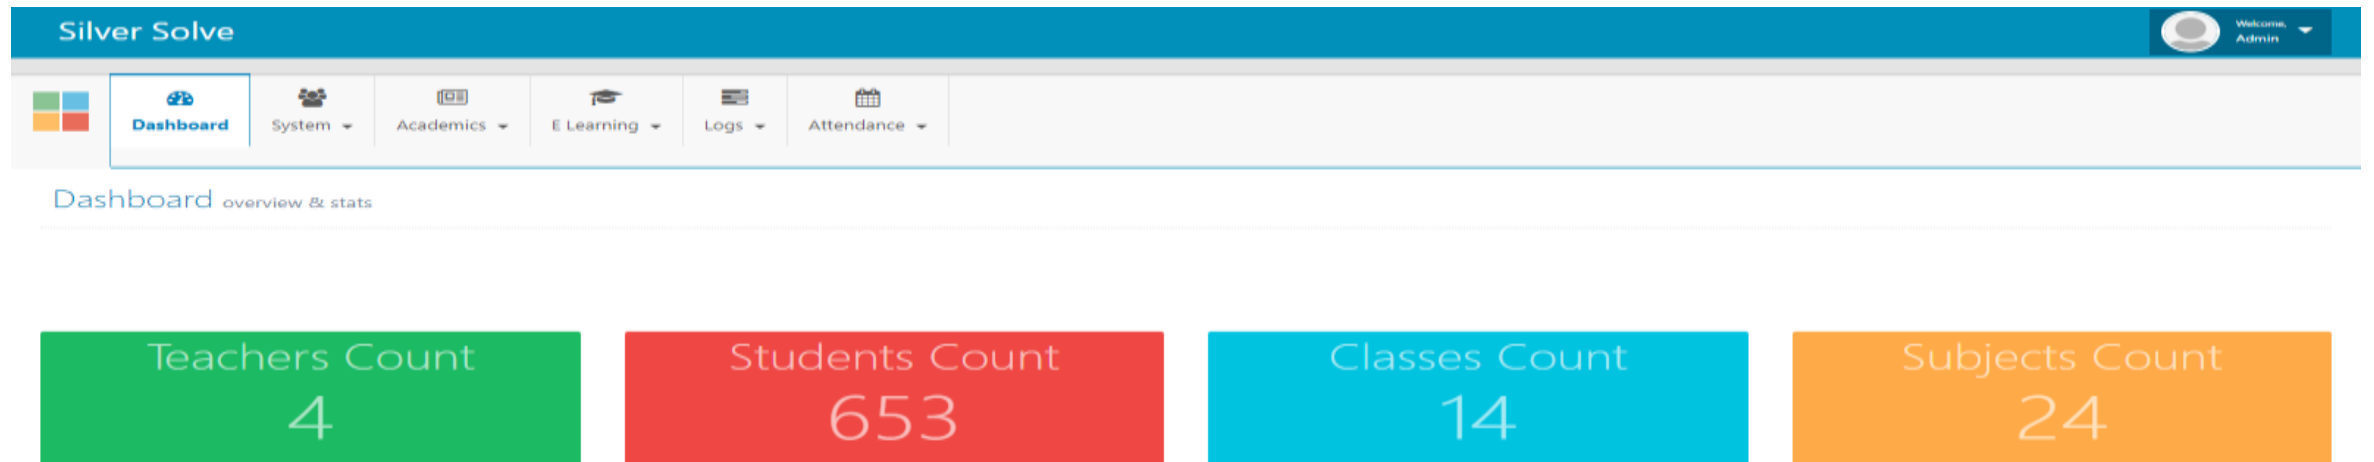 Silver Solve
Welcome,
Admin
Dashboard
System
Academics
E Learning
Logs
Attendance
Dashboard overview & stats
Teachers Count
4
Students Count
653
Classes Count
14
Subjects Count
24